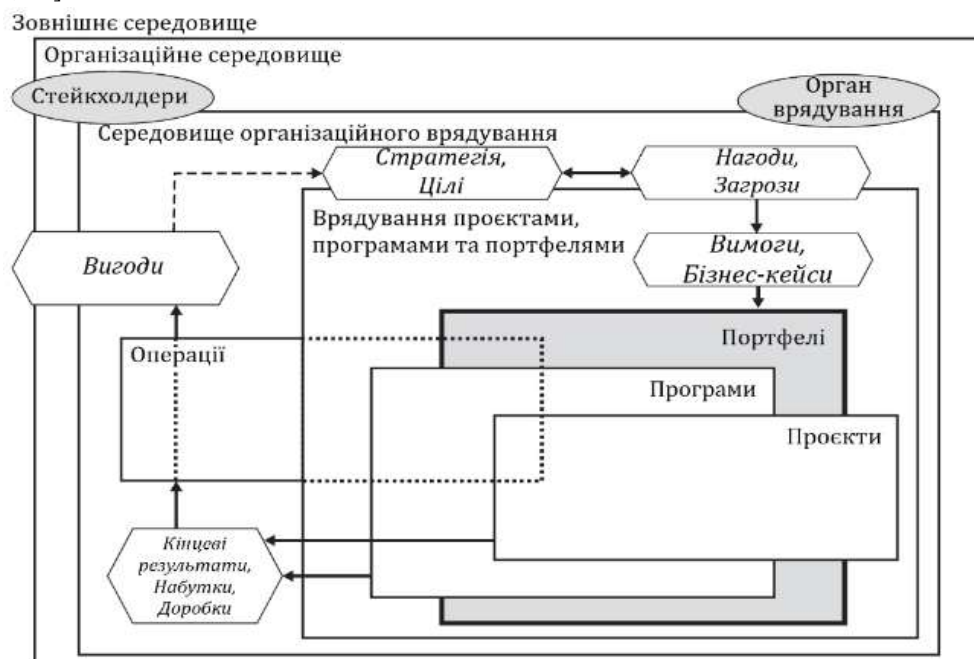 Зовнішнє середовище
Організаційне середовище
Стейкхолдери
Орган
врядування
Середовище організаційного врядування
Стратегія,
Цілі
Нагоди,
Загрози
Врядування проєктами,
програмами та портфелями
Вимоги,
Бізнес-кейси
Вигоди
Операції
Портфелі
Програми
Проєкти
Кінцеві
результати,
Набутки,
Доробки